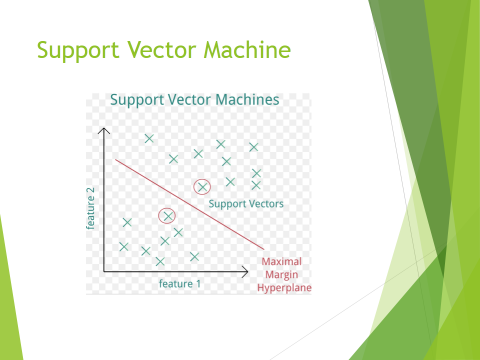 Support Vector Machine
Support Vector Machines
feature 2
Support Vectors
Maximal
Margin
Hyperplane
feature 1